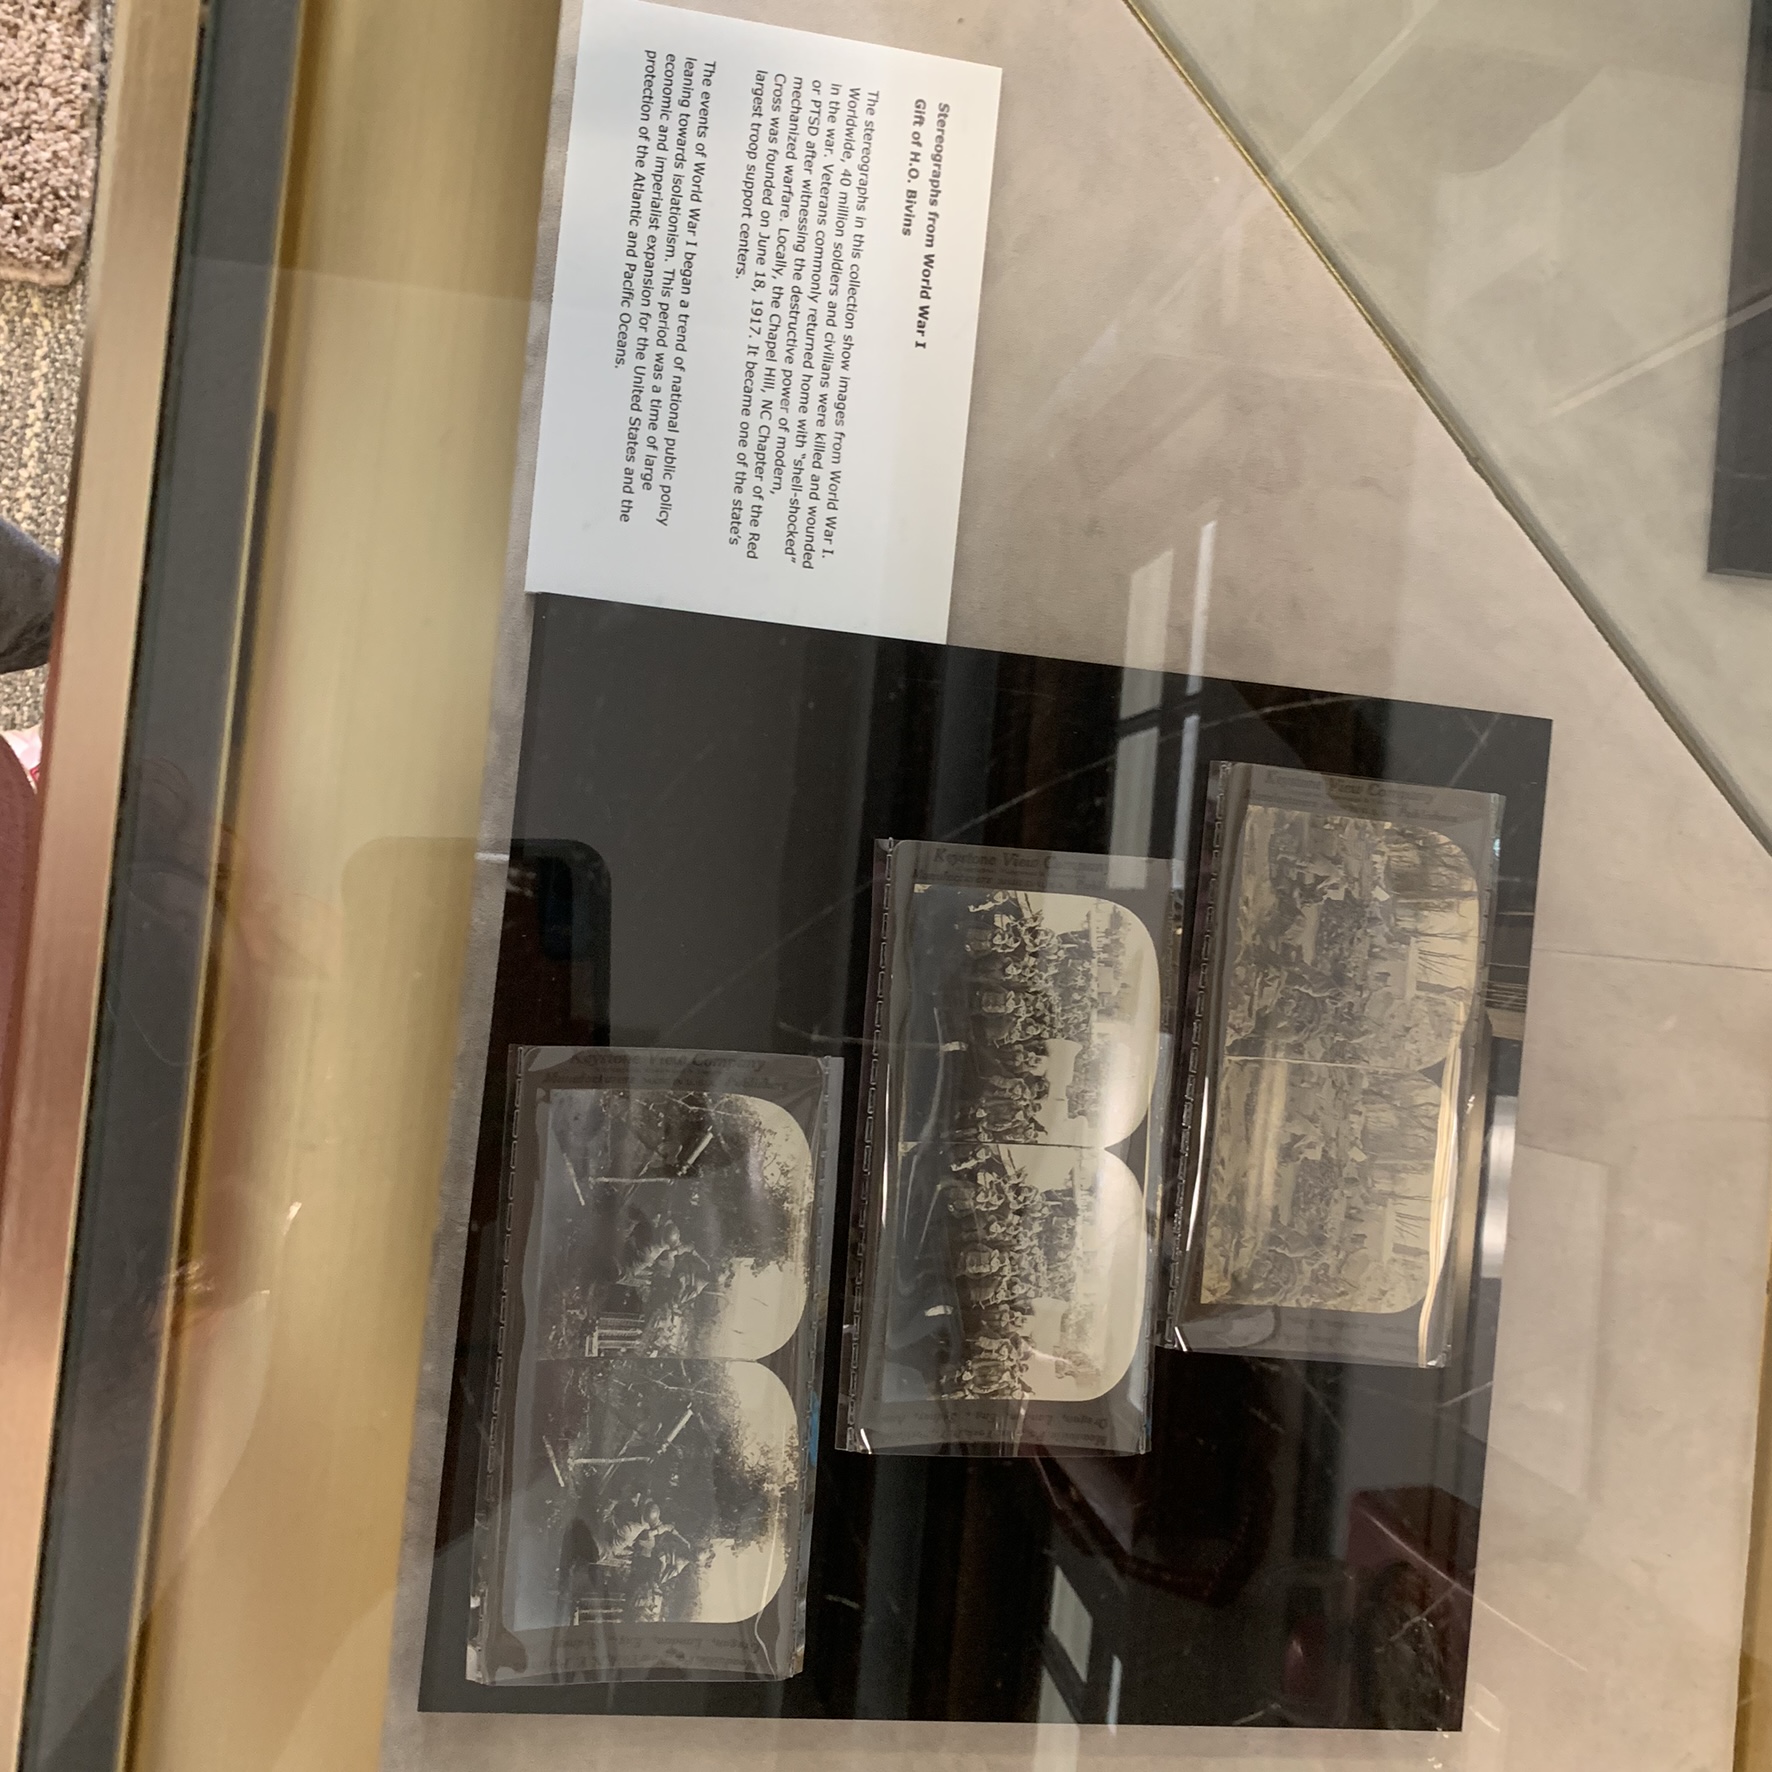 Stereographs from World War I
Gift of H.O. Bivins
The stereographs in this collection show images from World War I.
Worldwide, 40 million soldiers and civilians were killed and wounded
in the war. Veterans commonly returned home with "shell-shocked"
or PTSD after witnessing the destructive power of modern,
mechanized warfare. Locally, the Chapel Hill, NC Chapter of the Red
Cross was founded on June 18, 1917. It became one of the state's
largest troop support centers.
The events of World War I began a trend of national public policy
leaning towards isolationism. This period was a time of large
economic and imperialist expansion for the United States and the
protection of the Atlantic and Pacific Oceans.
Keystone View Company
Publishers
Keystone View Company
Manufacturers
Keystone View Company
Manufacturers Publishers